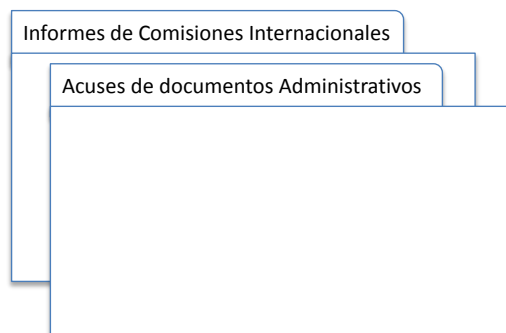 Informes de Comisiones Internacionales
Acuses de documentos Administrativos